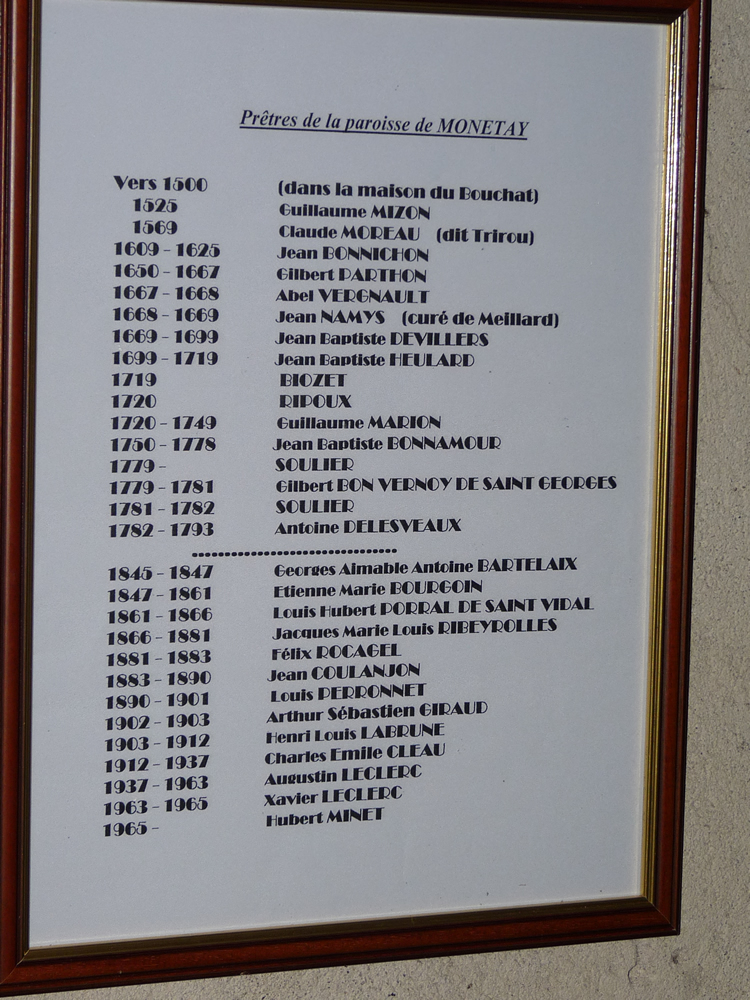 Prêtres de la paroisse de MONETAY
Vers 1500 (dans la maison du Bouchat)
1525 Guillaume MIZON
1569 Claude MOREAU (dit Trirou)
1609 - 1625 Jean BONNICHON
1650 - 1667 Gilbert PARTHON
1667 - 1668 Abel VERGNAULT
1668 - 1669 Jean NAMYS (curé de Meillard)
1669 - 1699 Jean Baptiste DEVILLERS
1699 - 1719 Jean Baptiste HEULARD
1719 BIOZET
1720 RIPOUX
1720 - 1749 Guillaume MARION
1750 - 1778 Jean Baptiste BONNAMOUR
1779 - SOULIER
1779 - 1781 Gilbert BON VERNOY DE SAINT GEORGES
1781 - 1782 SOULIER
1782 - 1793 Antoine DELESVEAUX
1845 - 1847 Georges Aimable Antoine BARTELAIX
1847 - 1861 Etienne Marie BOURGOIN
1861 - 1866 Louis Hubert PORRAL DE SAINT VIDAL
1866 - 1881 Jacques Marie Louis RIBEYROLLES
1881 - 1883 Félix ROCAGEL
1883 - 1890 Jean COULANJON
1890 - 1901 Louis PERRONNET
1902 - 1903 Arthur Sébastien GIRAUD
1903 - 1912 Henri Louis LABRUNE
1912 - 1937 Charles Emile CLEAU
1937 - 1963 Augustin LECLERC
1963 - 1965 Xavier LECLERC
1965 - Hubert MINET